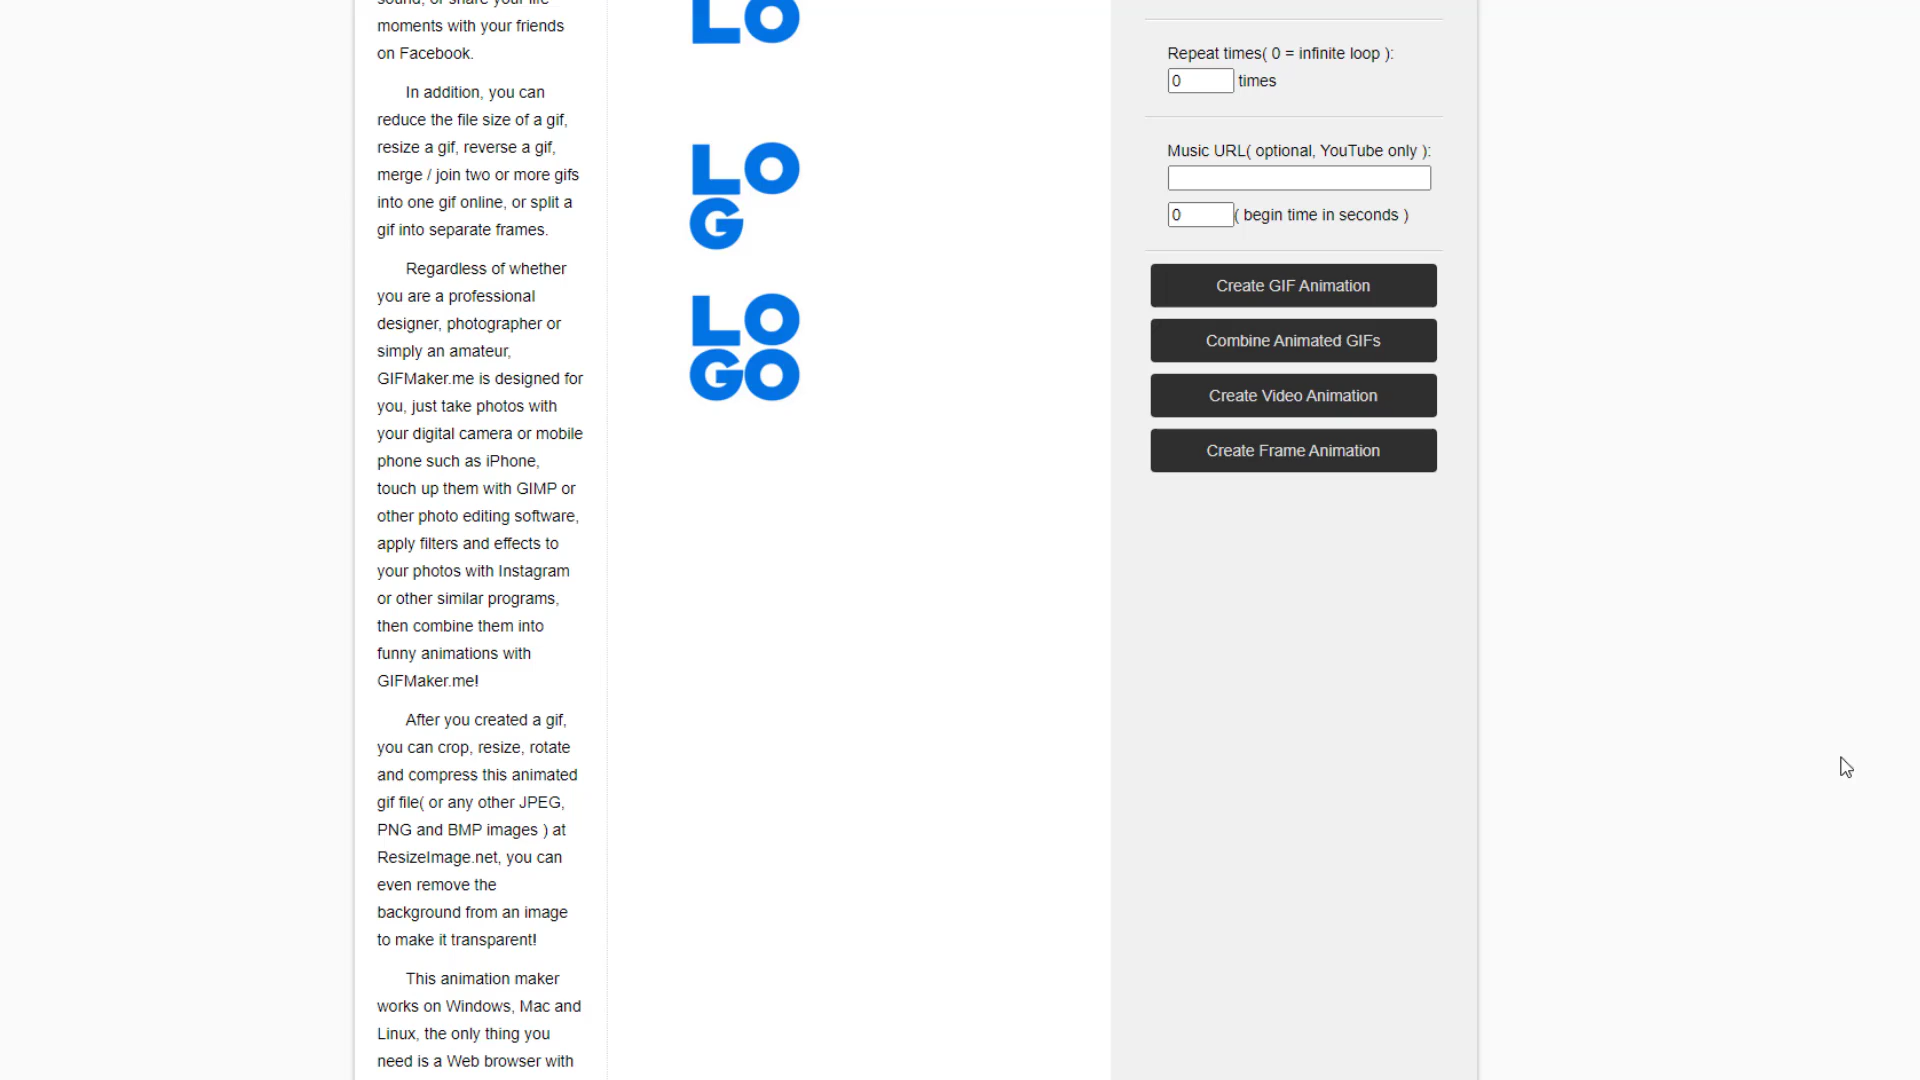 sound, or share your life
moments with your friends
on Facebook.
In addition, you can
reduce the file size of a gif,
resize a gif, reverse a gif,
merge / join two or more gifs
into one gif online, or split a
gif into separate frames.
Regardless of whether
you are a professional
designer, photographer or
simply an amateur,
GIFMaker.me is designed for
you, just take photos with
your digital camera or mobile
phone such as iPhone,
touch up them with GIMP or
other photo editing software,
apply filters and effects to
your photos with Instagram
or other similar programs,
then combine them into
funny animations with
GIFMaker.me!
After you created a gif,
you can crop, resize, rotate
and compress this animated
gif file( or any other JPEG,
PNG and BMP images ) at
ResizeImage.net, you can
even remove the
background from an image
to make it transparent!
This animation maker
works on Windows, Mac and
Linux, the only thing you
need is a Web browser with
LO
LO
G
LO
GO
Repeat times( 0 = infinite loop ):
0 times
Music URL( optional, YouTube only ):
0 ( begin time in seconds )
Create GIF Animation
Combine Animated GIFs
Create Video Animation
Create Frame Animation